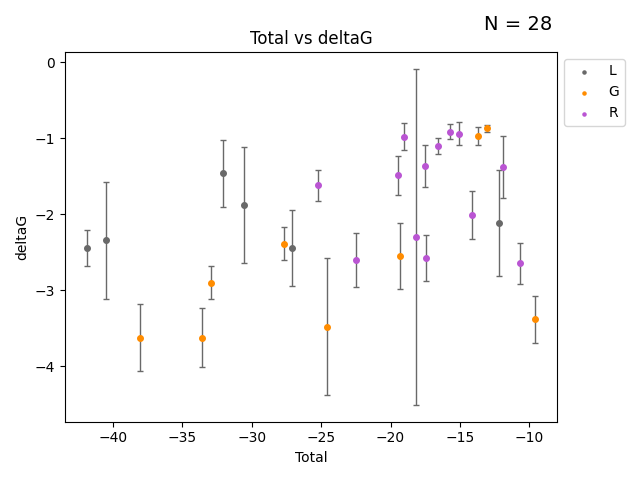 N = 28
Total vs deltaG
L
G
R
0
−1
−2
−3
−4
deltaG
−40 −35 −30 −25 −20 −15 −10
Total